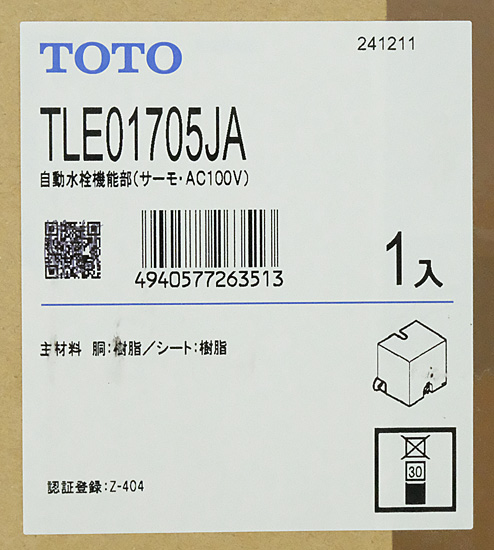 TOTO
241211
TLE01705JA
自動水栓機能部(サーモ・AC100V)
4940577263513
1入
主材料 胴:樹脂/シート:樹脂
30
認証登録:Z-404